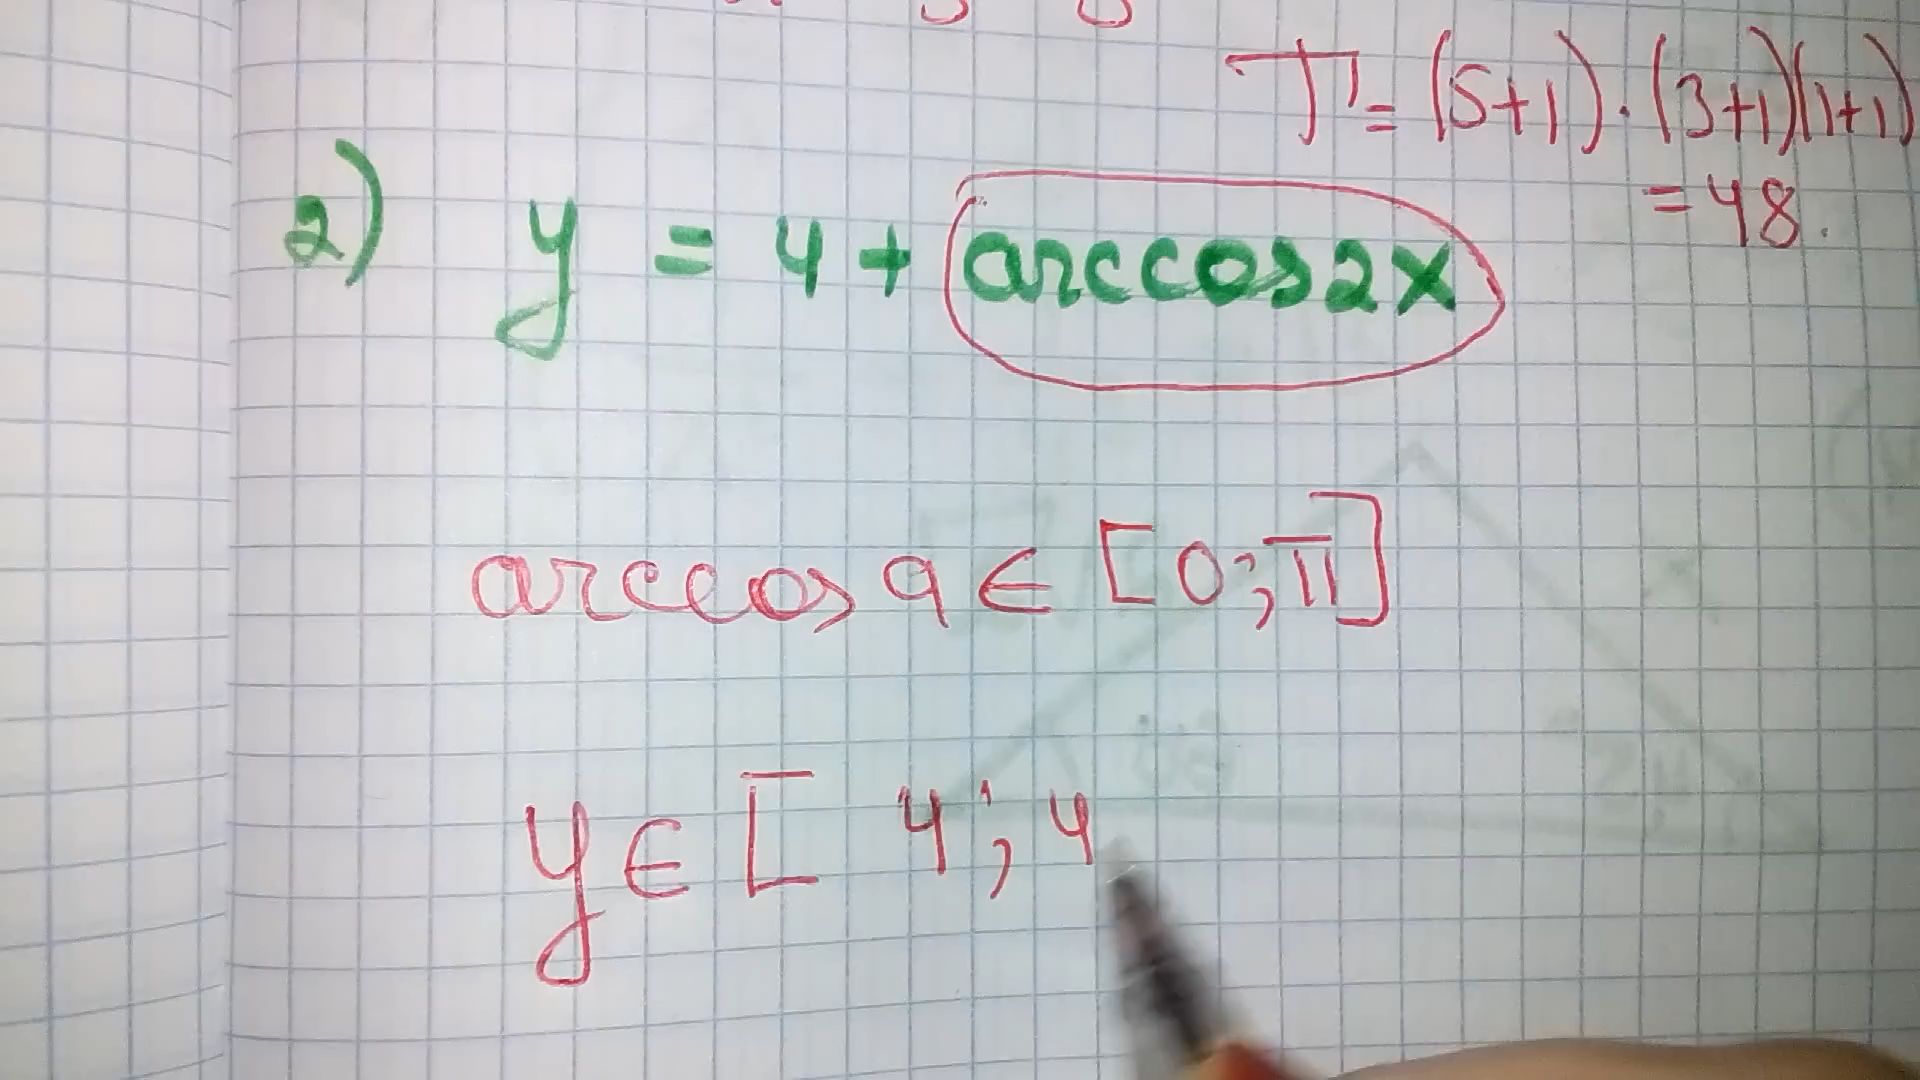 T = (5+1)·(3+1)(1+1)
= 48.
2) y = 4 + arccos2x
arccos a ∈ [0; π]
y ∈ [ 4; 4